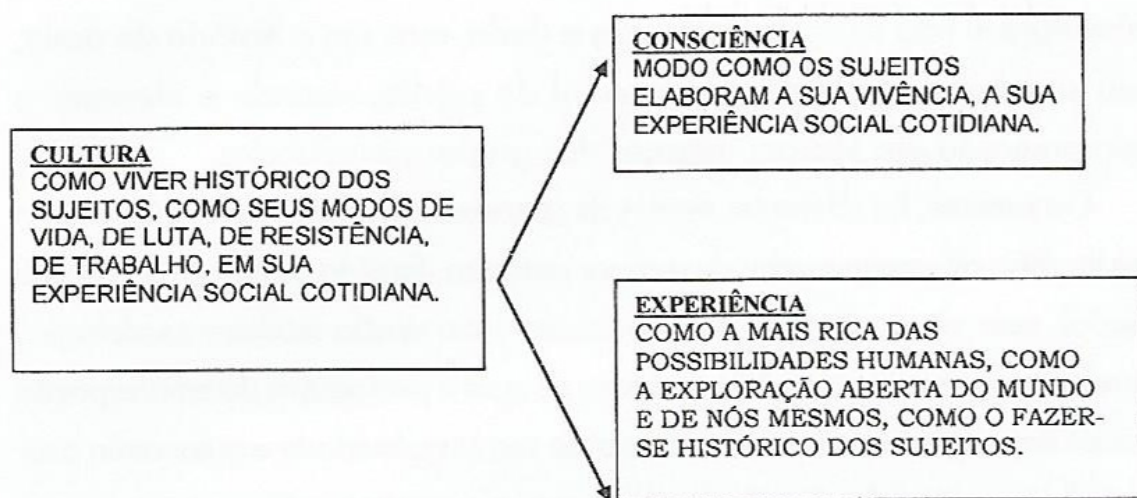 CULTURA
COMO VIVER HISTÓRICO DOS
SUJEITOS, COMO SEUS MODOS DE
VIDA, DE LUTA, DE RESISTÊNCIA,
DE TRABALHO, EM SUA
EXPERIÊNCIA SOCIAL COTIDIANA.
CONSCIÊNCIA
MODO COMO OS SUJEITOS
ELABORAM A SUA VIVÊNCIA, A SUA
EXPERIÊNCIA SOCIAL COTIDIANA.
EXPERIÊNCIA
COMO A MAIS RICA DAS
POSSIBILIDADES HUMANAS, COMO
A EXPLORAÇÃO ABERTA DO MUNDO
E DE NÓS MESMOS, COMO O FAZER-
SE HISTÓRICO DOS SUJEITOS.